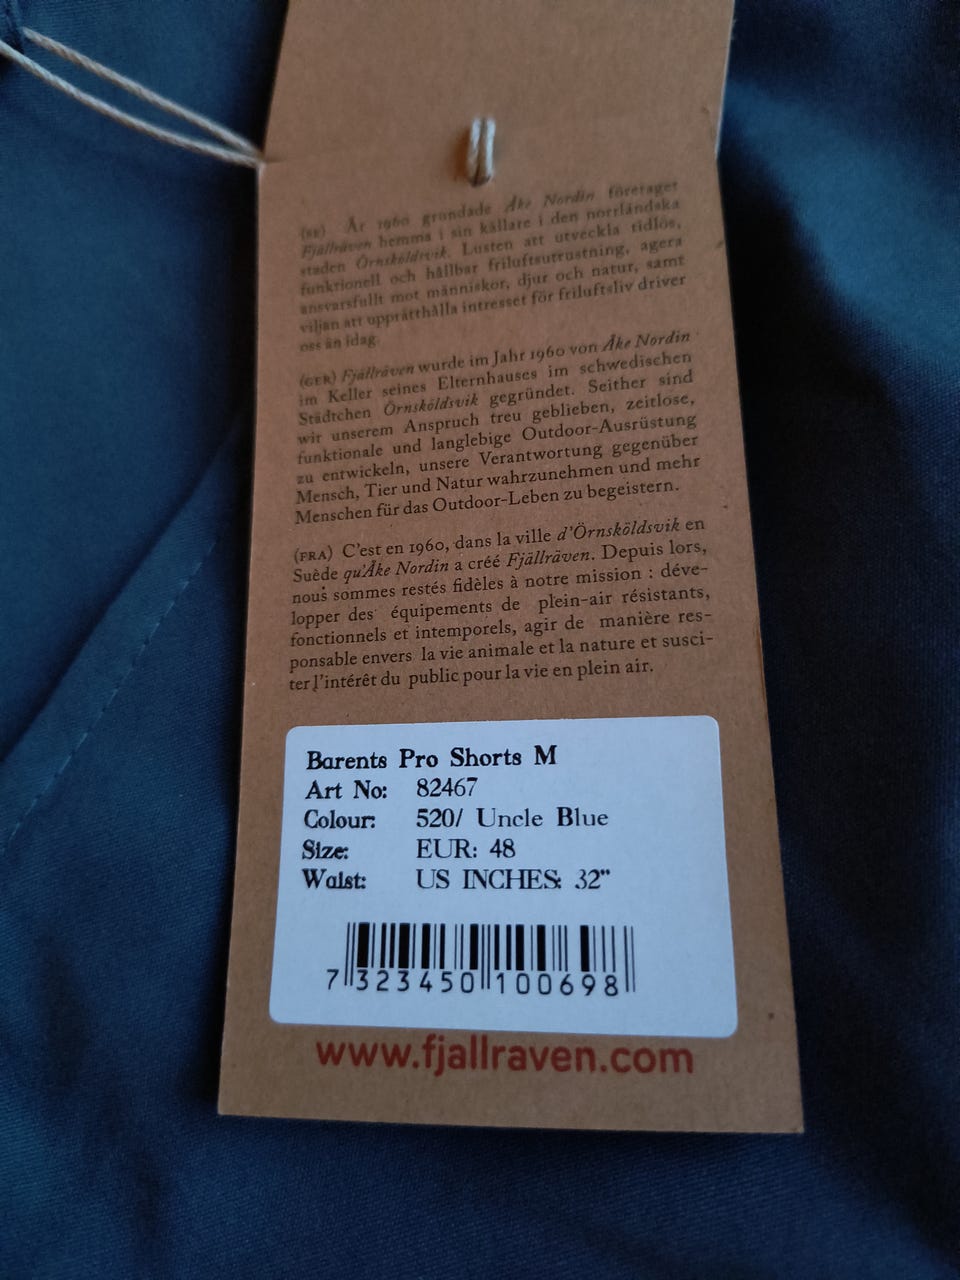 (SE) År 1960 grundade Åke Nordin företaget
Fjällräven hemma i sin källare i den norrländska
staden Örnsköldsvik. Lusten att utveckla tidlös,
funktionell och hållbar friluftsutrustning, agera
ansvarsfullt mot människor, djur och natur, samt
viljan att upprätthålla intresset för friluftsliv driver
oss än idag.
(GER) Fjällräven wurde im Jahr 1960 von Åke Nordin
im Keller seines Elternhauses im schwedischen
Städtchen Örnsköldsvik gegründet. Seither sind
wir unserem Anspruch treu geblieben, zeitlose,
funktionale und langlebige Outdoor-Ausrüstung
zu entwickeln, unsere Verantwortung gegenüber
Mensch, Tier und Natur wahrzunehmen und mehr
Menschen für das Outdoor-Leben zu begeistern.
(FRA) C'est en 1960, dans la ville d'Örnsköldsvik en
Suède qu'Åke Nordin a créé Fjällräven. Depuis lors,
nous sommes restés fidèles à notre mission : déve-
lopper des équipements de plein-air résistants,
fonctionnels et intemporels, agir de manière res-
ponsable envers la vie animale et la nature et susci-
ter l'intérêt du public pour la vie en plein air.
Barents Pro Shorts M
Art No: 82467
Colour: 520/ Uncle Blue
Size: EUR: 48
Waist: US INCHES: 32"
7 323450 100698
www.fjallraven.com